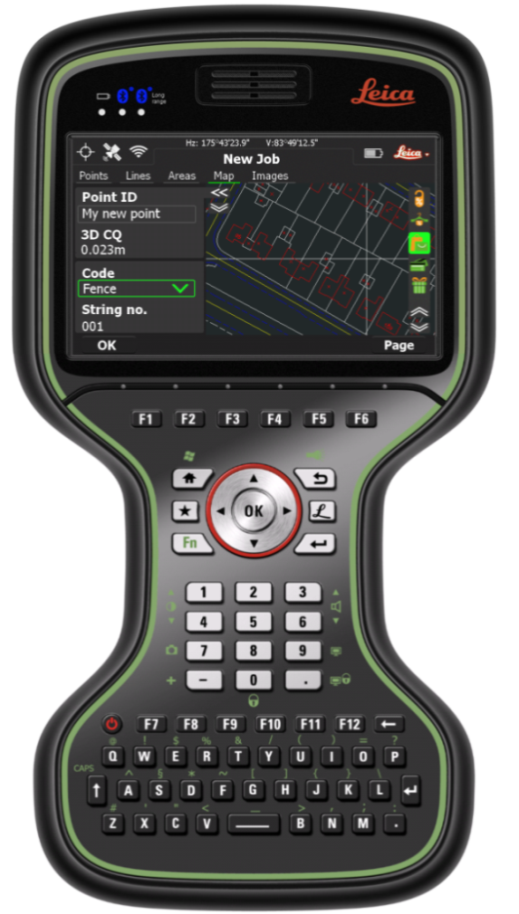 Long
range
Leica
Hz: 175°43'23.9" V:83°49'12.5"
New Job
Leica
Points Lines Areas Map Images
Point ID
My new point
3D CQ
0.023m
Code
Fence
String no.
001
OK Page
F1 F2 F3 F4 F5 F6
OK
Fn
1 2 3
4 5 6
7 8 9
- 0 .
F7 F8 F9 F10 F11 F12
@ ! $ % & / ( ) = ?
Q W E R T Y U I O P
CAPS
^ § * ~ [ ] { } \
A S D F G H J K L
# ' " < _ > , ; :
Z X C V B N M .